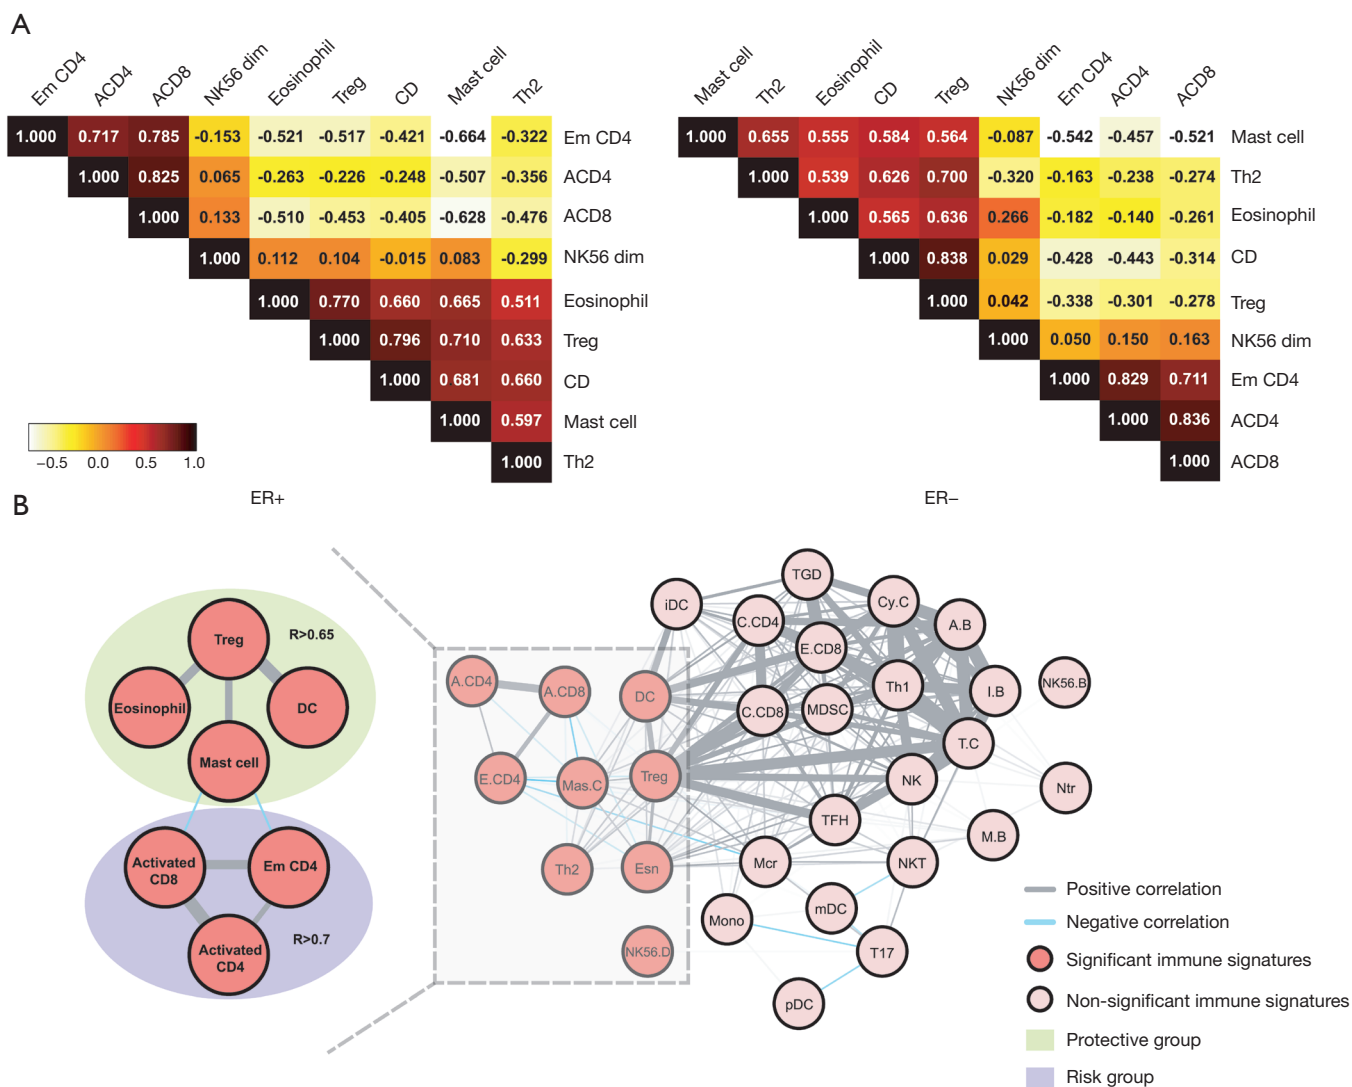 A
Em CD4 ACD4 ACD8 NK56 dim Eosinophil Treg CD Mast cell Th2
1.000 0.717 0.785 -0.153 -0.521 -0.517 -0.421 -0.664 -0.322 Em CD4
1.000 0.825 0.065 -0.263 -0.226 -0.248 -0.507 -0.356 ACD4
1.000 0.133 -0.510 -0.453 -0.405 -0.628 -0.476 ACD8
1.000 0.112 0.104 -0.015 0.083 -0.299 NK56 dim
1.000 0.770 0.660 0.665 0.511 Eosinophil
1.000 0.796 0.710 0.633 Treg
1.000 0.681 0.660 CD
1.000 0.597 Mast cell
1.000 Th2
−0.5 0.0 0.5 1.0
ER+
Mast cell Th2 Eosinophil CD Treg NK56 dim Em CD4 ACD4 ACD8
1.000 0.655 0.555 0.584 0.564 -0.087 -0.542 -0.457 -0.521 Mast cell
1.000 0.539 0.626 0.700 -0.320 -0.163 -0.238 -0.274 Th2
1.000 0.565 0.636 0.266 -0.182 -0.140 -0.261 Eosinophil
1.000 0.838 0.029 -0.428 -0.443 -0.314 CD
1.000 0.042 -0.338 -0.301 -0.278 Treg
1.000 0.050 0.150 0.163 NK56 dim
1.000 0.829 0.711 Em CD4
1.000 0.836 ACD4
1.000 ACD8
ER−
B
Treg
R>0.65
Eosinophil
DC
Mast cell
Activated
CD8
Em CD4
Activated
CD4
R>0.7
A.CD4
A.CD8
DC
E.CD4
Mas.C
Treg
Th2
Esn
NK56.D
iDC
TGD
C.CD4
Cy.C
A.B
E.CD8
Th1
I.B
NK56.B
C.CD8
MDSC
T.C
NK
Ntr
TFH
M.B
Mcr
NKT
Mono
mDC
T17
pDC
Positive correlation
Negative correlation
Significant immune signatures
Non-significant immune signatures
Protective group
Risk group